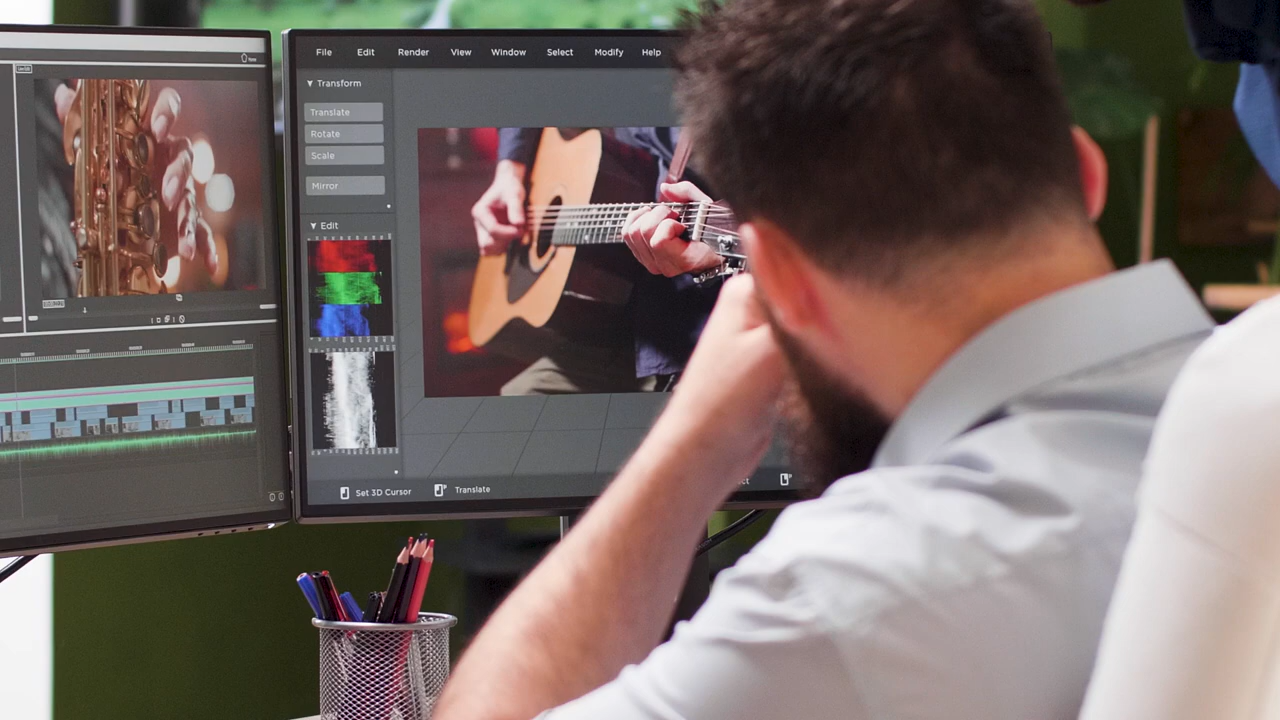 File Edit Render View Window Select Modify Help
▼ Transform
Translate
Rotate
Scale
Mirror
▼ Edit
Set 3D Cursor Translate